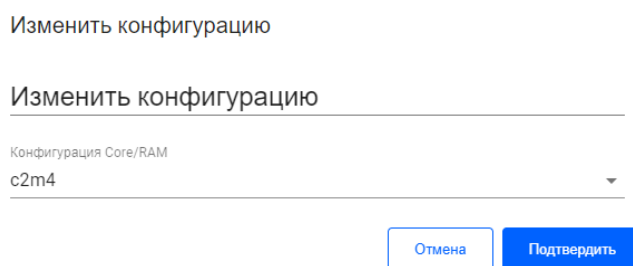 Изменить конфигурацию
Изменить конфигурацию
Конфигурация Core/RAM
c2m4
Отмена
Подтвердить